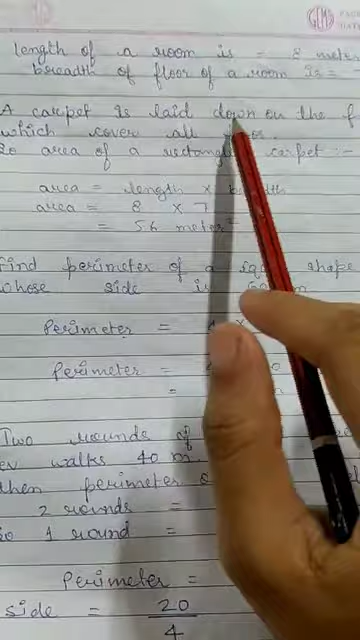 length of a room is = 8 mete
breadth of floor of a room is =
A carpet is laid down on the f
which cover all
So area of a rectangle carpet -
area = length × breadth
area = 8 × 7
= 56 meter²
Find perimeter of a shape
whose side is
Perimeter =
Perimeter =
=
Two rounds of
ev walks 40 m
then perimeter
2 rounds =
So 1 round =
Perimeter =
side = 20
4